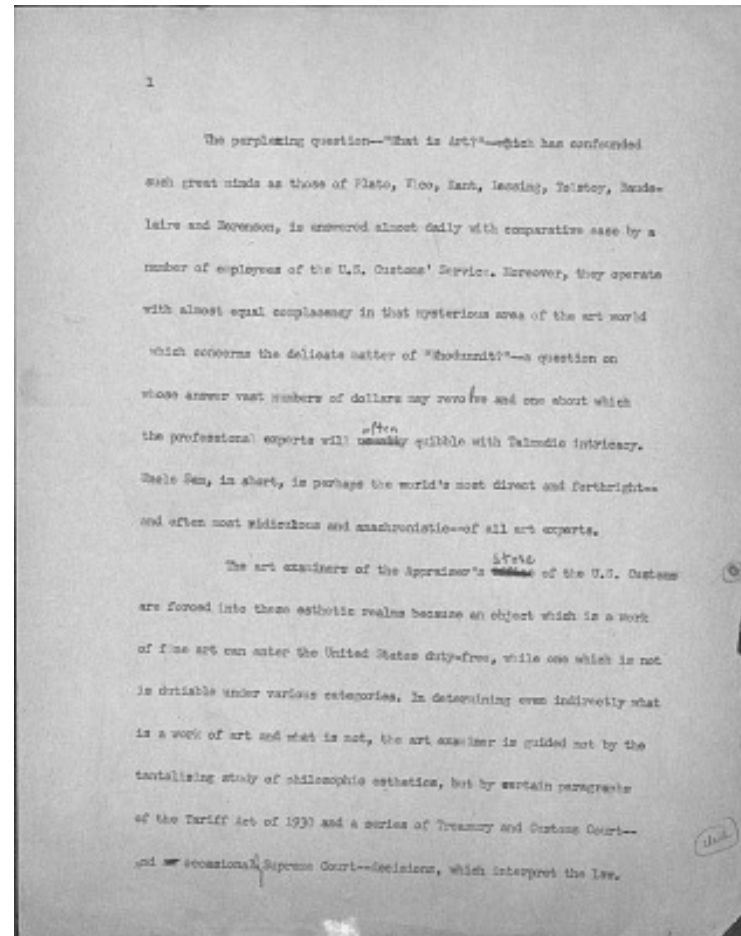 1
The perplexing question--"What is Art?"--which has confounded
such great minds as those of Plato, Vico, Kant, Lessing, Tolstoy, Baude-
laire and Berenson, is answered almost daily with comparative ease by a
number of employees of the U.S. Customs' Service. Moreover, they operate
with almost equal complacency in that mysterious area of the art world
which concerns the delicate matter of "Whodunnit?"--a question on
whose answer vast numbers of dollars may revolve and one about which
often
the professional experts will usually quibble with Talmudic intricacy.
Uncle Sam, in short, is perhaps the world's most direct and forthright--
and often most ridiculous and anachronistic--of all art experts.
Store
The art examiners of the Appraiser's of the U.S. Customs
are forced into these esthetic realms because an object which is a work
of fine art can enter the United States duty-free, while one which is not
is dutiable under various categories. In determining even indirectly what
is a work of art and what is not, the art examiner is guided not by the
tantalizing study of philosophic esthetics, but by certain paragraphs
of the Tariff Act of 1930 and a series of Treasury and Customs Court--
and occasional Supreme Court--decisions, which interpret the law.